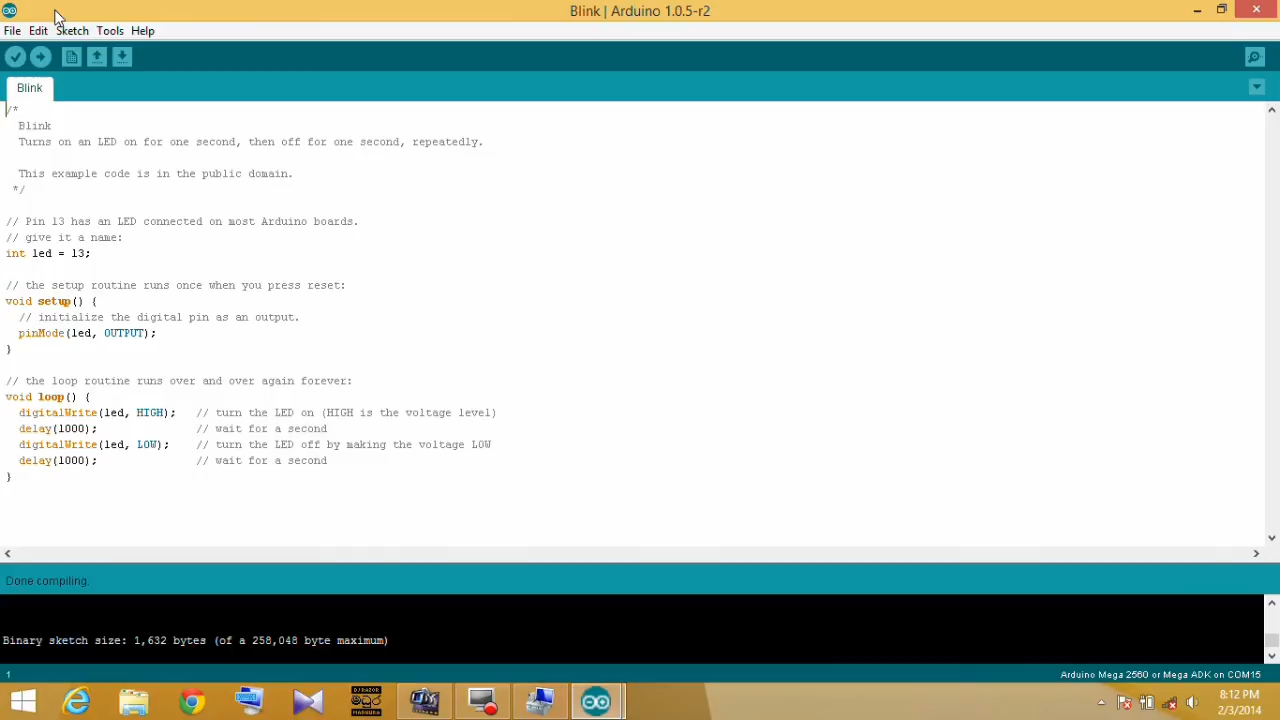 Blink | Arduino 1.0.5-r2
File Edit Sketch Tools Help
Blink
/*
Blink
Turns on an LED on for one second, then off for one second, repeatedly.
This example code is in the public domain.
*/
// Pin 13 has an LED connected on most Arduino boards.
// give it a name:
int led = 13;
// the setup routine runs once when you press reset:
void setup() {
// initialize the digital pin as an output.
pinMode(led, OUTPUT);
}
// the loop routine runs over and over again forever:
void loop() {
digitalWrite(led, HIGH); // turn the LED on (HIGH is the voltage level)
delay(1000); // wait for a second
digitalWrite(led, LOW); // turn the LED off by making the voltage LOW
delay(1000); // wait for a second
}
Done compiling.
Binary sketch size: 1,632 bytes (of a 258,048 byte maximum)
1
Arduino Mega 2560 or Mega ADK on COM15
8:12 PM
2/3/2014